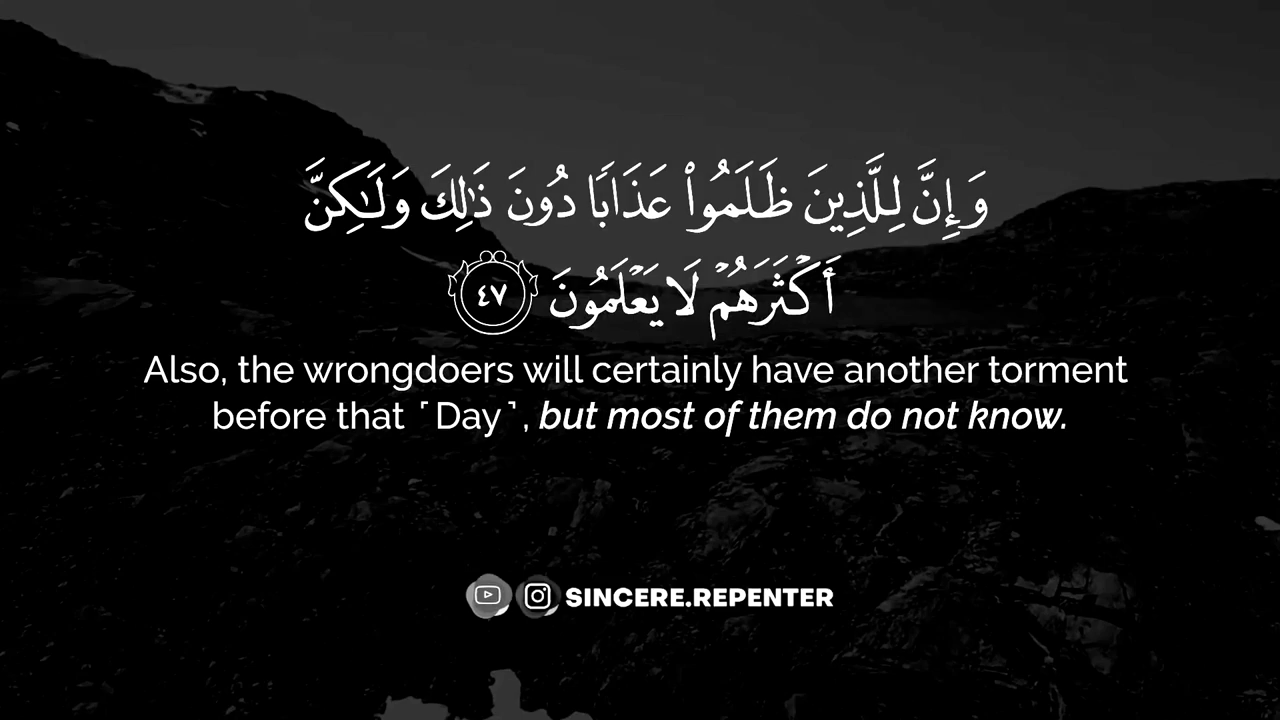 وَإِنَّ لِلَّذِينَ ظَلَمُوا۟ عَذَابًا دُونَ ذَٰلِكَ وَلَـٰكِنَّ
أَكْثَرَهُمْ لَا يَعْلَمُونَ ٤٧
Also, the wrongdoers will certainly have another torment
before that ˹Day˺, but most of them do not know.
SINCERE.REPENTER